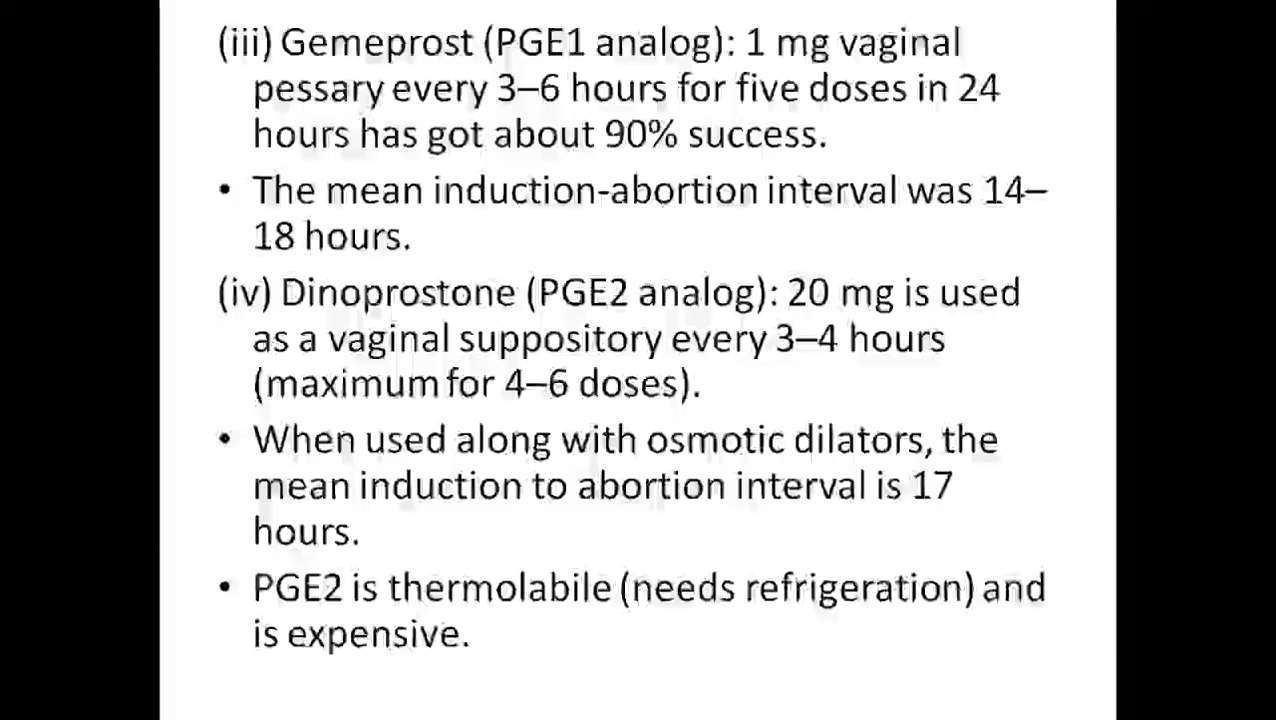 (iii) Gemeprost (PGE1 analog): 1 mg vaginal
pessary every 3–6 hours for five doses in 24
hours has got about 90% success.
• The mean induction-abortion interval was 14–
18 hours.
(iv) Dinoprostone (PGE2 analog): 20 mg is used
as a vaginal suppository every 3–4 hours
(maximum for 4–6 doses).
• When used along with osmotic dilators, the
mean induction to abortion interval is 17
hours.
• PGE2 is thermolabile (needs refrigeration) and
is expensive.